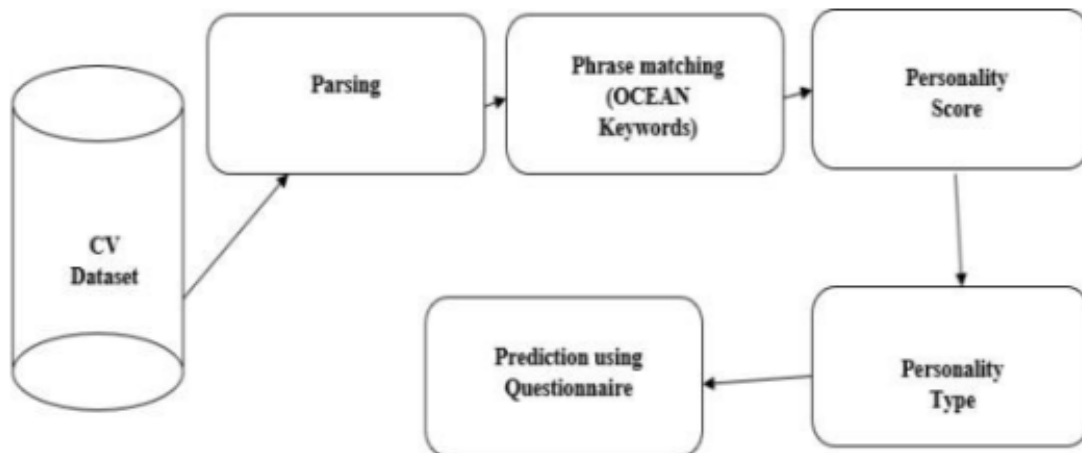 Parsing
Phrase matching
(OCEAN
Keywords)
Personality
Score
CV
Dataset
Prediction using
Questionnaire
Personality
Type